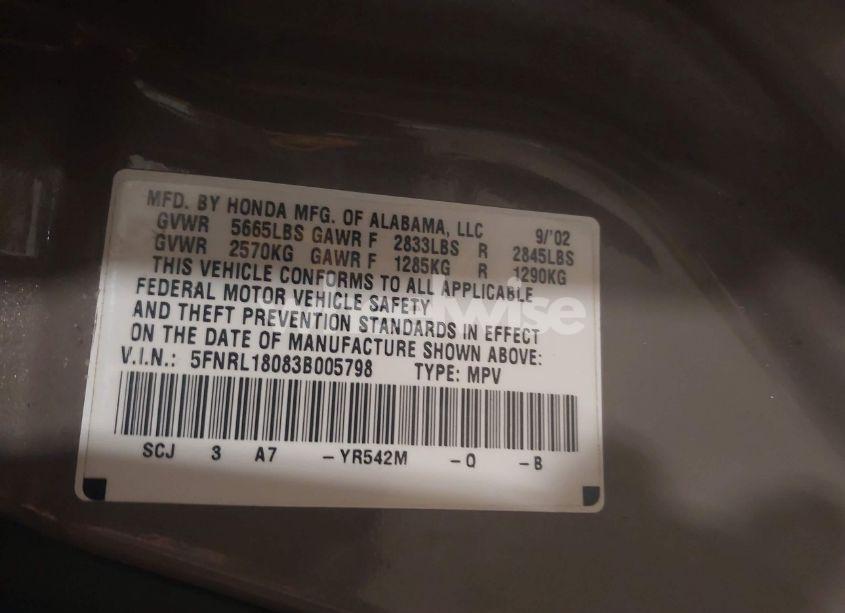 MFD. BY HONDA MFG. OF ALABAMA, LLC 9/'02
GVWR 5665LBS GAWR F 2833LBS R 2845LBS
GVWR 2570KG GAWR F 1285KG R 1290KG
THIS VEHICLE CONFORMS TO ALL APPLICABLE
FEDERAL MOTOR VEHICLE SAFETY
AND THEFT PREVENTION STANDARDS IN EFFECT
ON THE DATE OF MANUFACTURE SHOWN ABOVE:
V.I.N.: 5FNRL18083B005798 TYPE: MPV
SCJ 3 A7 -YR542M -Q -B